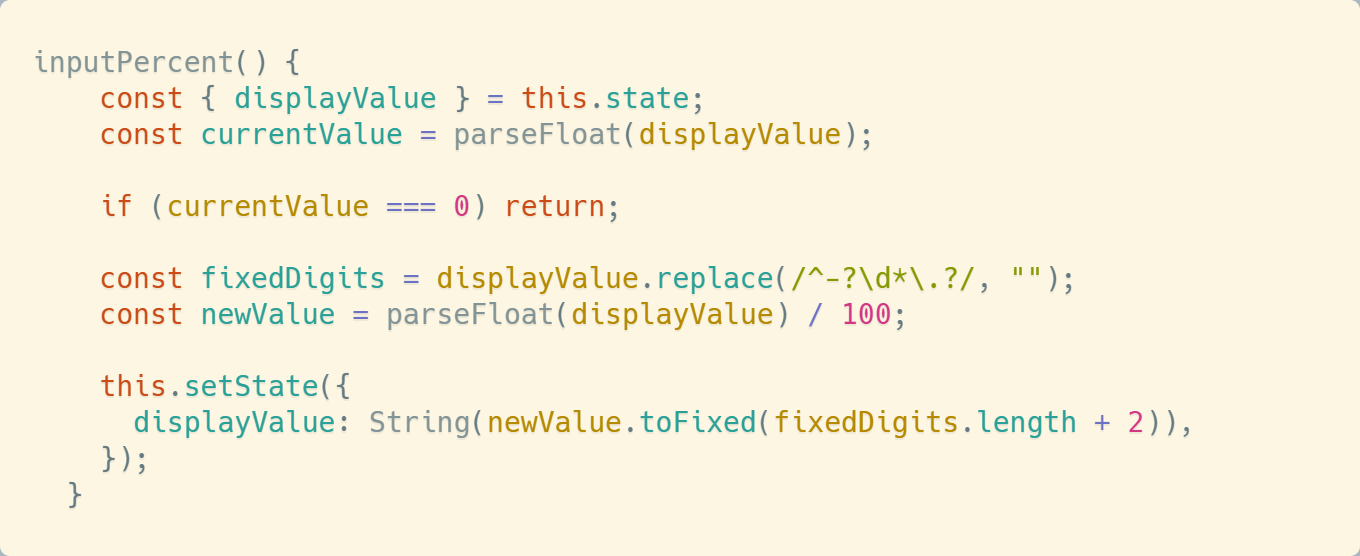 inputPercent() {
    const { displayValue } = this.state;
    const currentValue = parseFloat(displayValue);

    if (currentValue === 0) return;

    const fixedDigits = displayValue.replace(/^-?\d*\.?/, "");
    const newValue = parseFloat(displayValue) / 100;

    this.setState({
      displayValue: String(newValue.toFixed(fixedDigits.length + 2)),
    });
  }